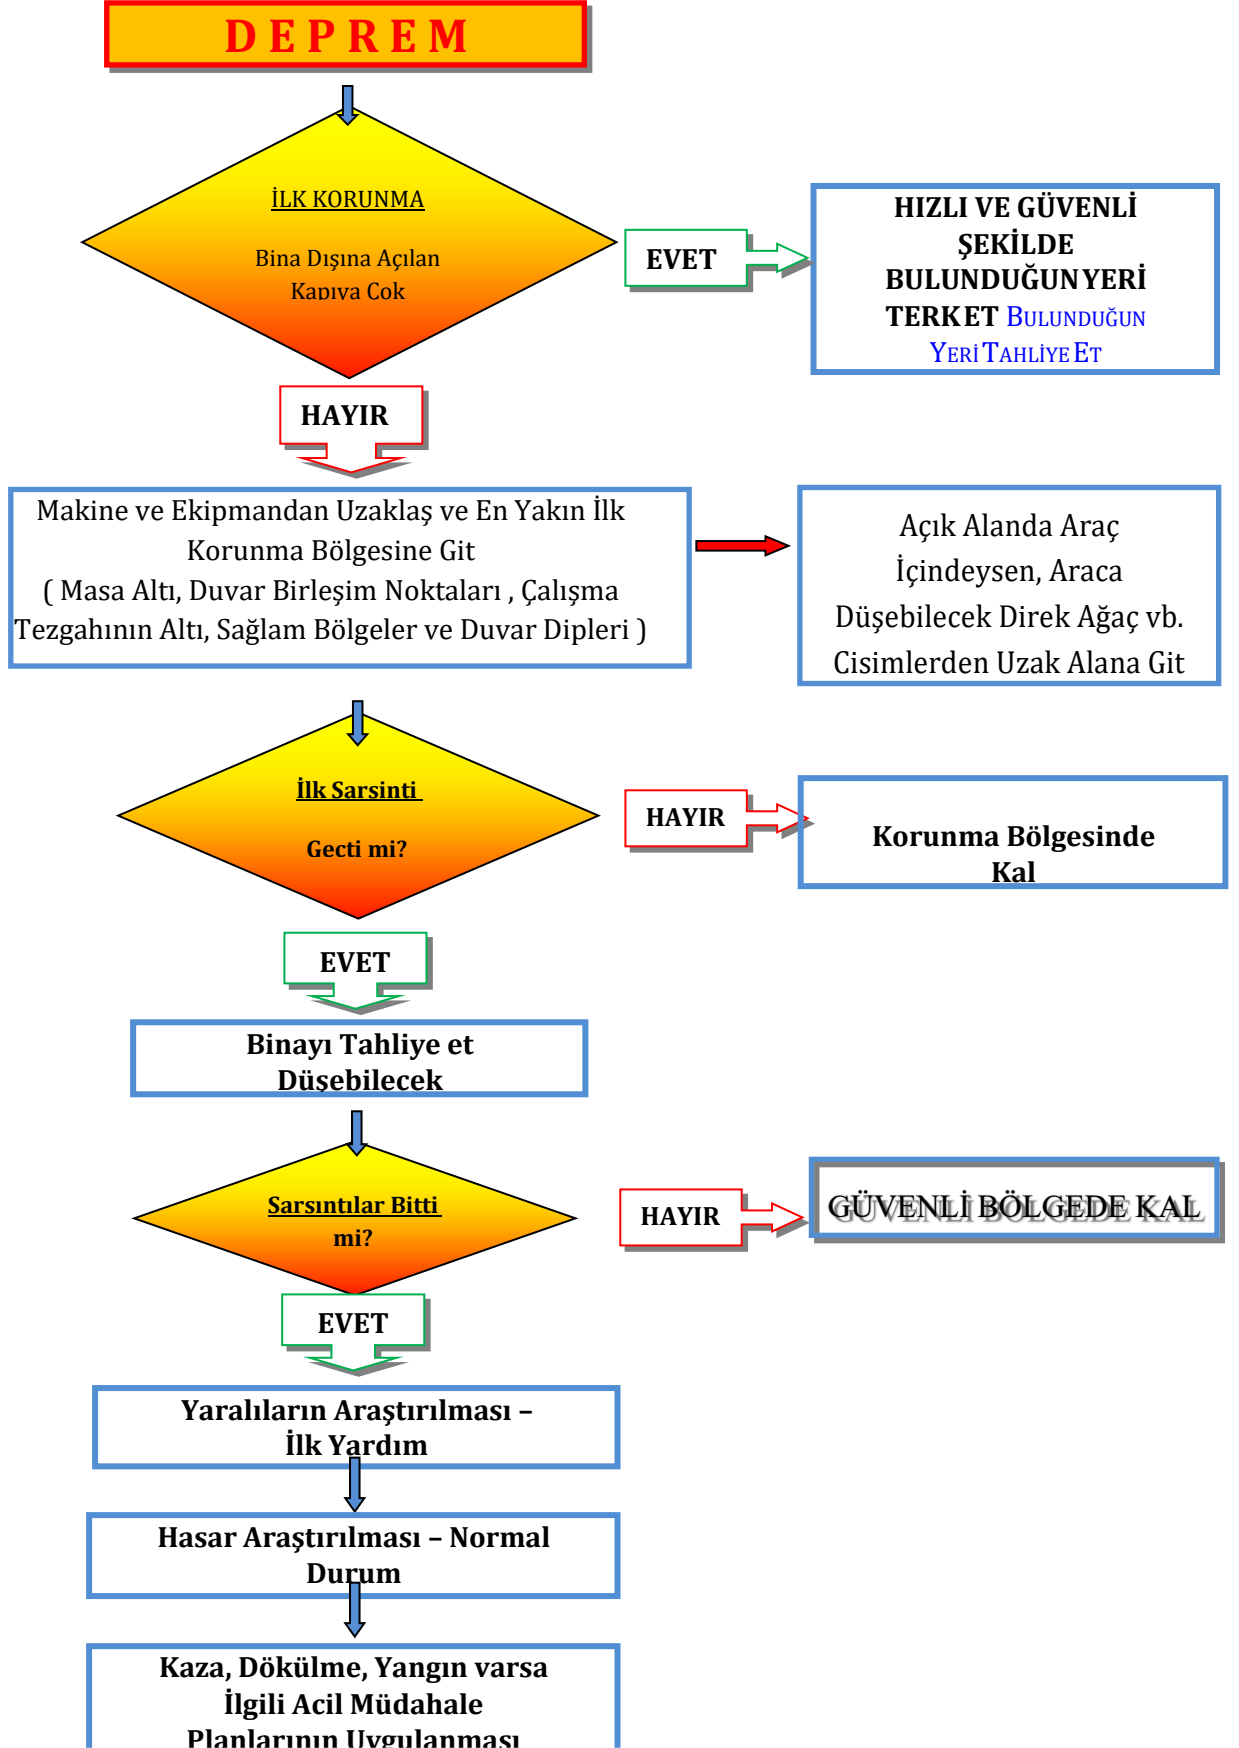 D E P R E M
İLK KORUNMA
Bina Dışına Açılan
Kapıya Çok
EVET
HIZLI VE GÜVENLİ
ŞEKİLDE
BULUNDUĞUN YERİ
TERK ET BULUNDUĞUN
YERİ TAHLİYE ET
HAYIR
Makine ve Ekipmandan Uzaklaş ve En Yakın İlk
Korunma Bölgesine Git
( Masa Altı, Duvar Birleşim Noktaları , Çalışma
Tezgahının Altı, Sağlam Bölgeler ve Duvar Dipleri )
Açık Alanda Araç
İçindeysen, Araca
Düşebilecek Direk Ağaç vb.
Cisimlerden Uzak Alana Git
İlk Sarsinti
Gecti mi?
HAYIR
Korunma Bölgesinde
Kal
EVET
Binayı Tahliye et
Düşebilecek
Sarsıntılar Bitti
mi?
HAYIR
GÜVENLİ BÖLGEDE KAL
EVET
Yaralıların Araştırılması –
İlk Yardım
Hasar Araştırılması – Normal
Durum
Kaza, Dökülme, Yangın varsa
İlgili Acil Müdahale
Planlarının Uygulanması